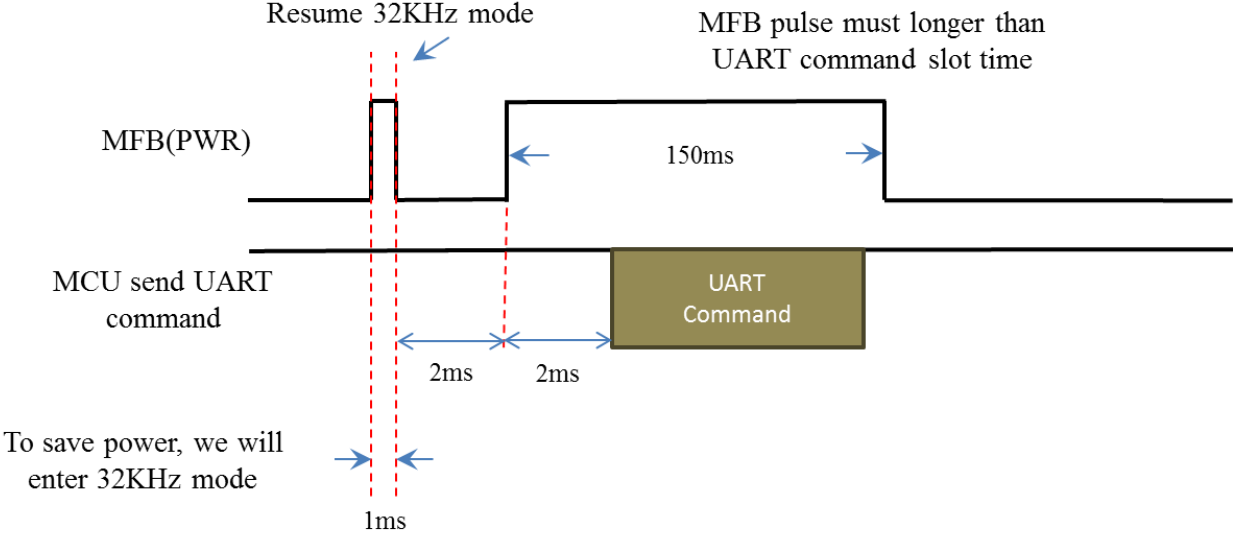 Resume 32KHz mode
MFB pulse must longer than
UART command slot time
MFB(PWR)
150ms
MCU send UART
command
UART
Command
2ms
2ms
To save power, we will
enter 32KHz mode
1ms